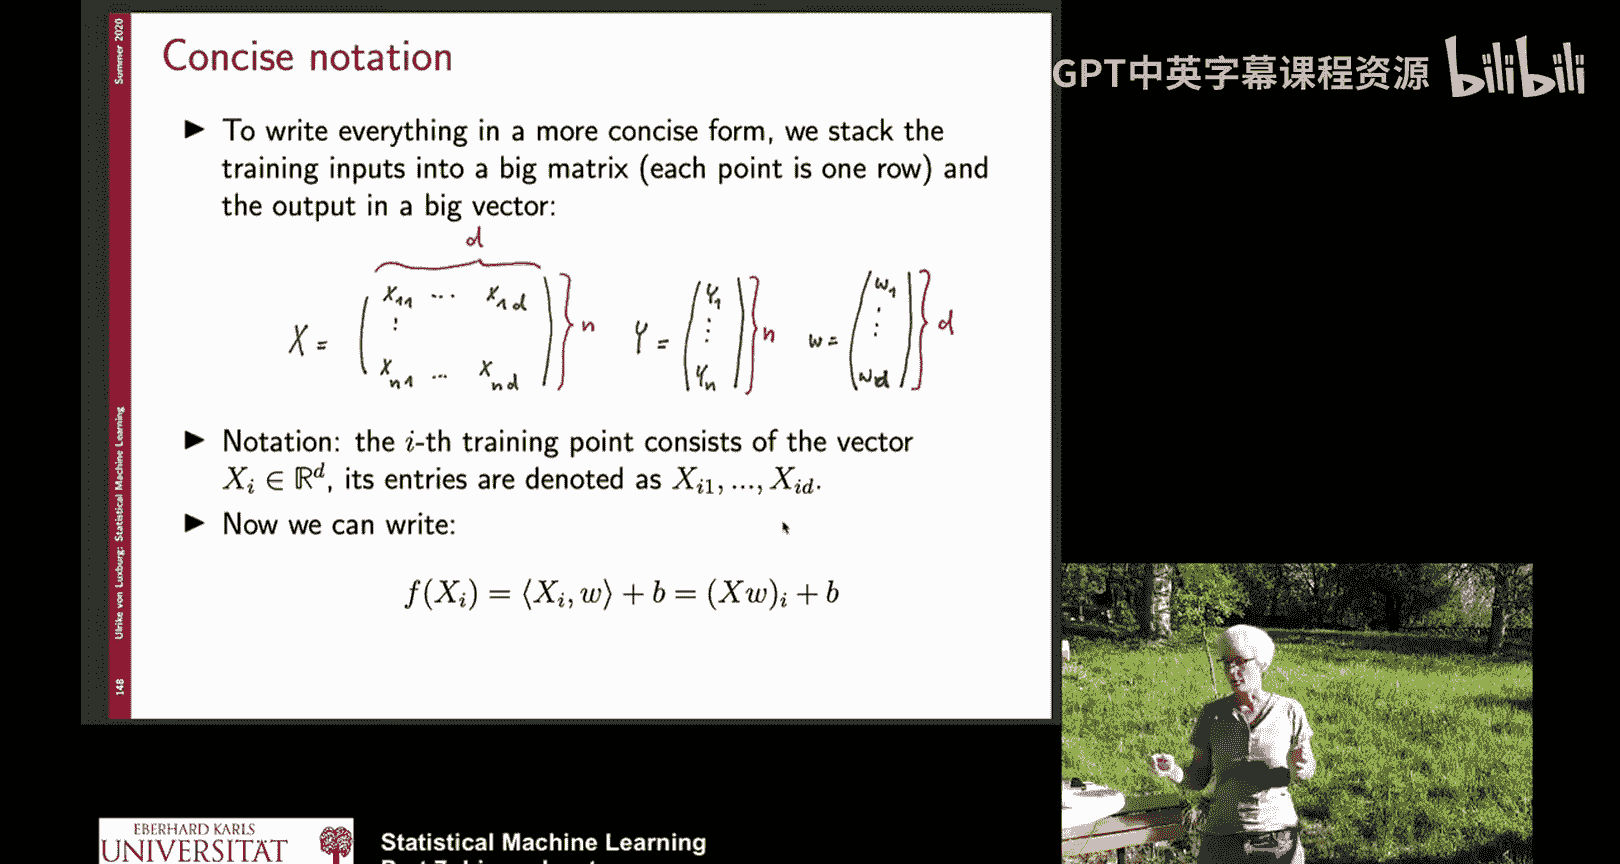 Concise notation
GPT中英字幕课程资源 bilibili
Summer 2020
▶ To write everything in a more concise form, we stack the
training inputs into a big matrix (each point is one row) and
the output in a big vector:
d
X = ( X₁₁ ... X₁d ⋮ Xn1 ... Xnd ) } n Y = ( Y₁ ⋮ Yn ) } n w = ( w₁ ⋮ wd ) } d
▶ Notation: the i-th training point consists of the vector
Xᵢ ∈ ℝᵈ, its entries are denoted as Xᵢ₁, ..., Xid.
▶ Now we can write:
f(Xᵢ) = ⟨Xᵢ, w⟩ + b = (Xw)ᵢ + b
Ulrike von Luxburg: Statistical Machine Learning
148
EBERHARD KARLS
UNIVERSITÄT
Statistical Machine Learning